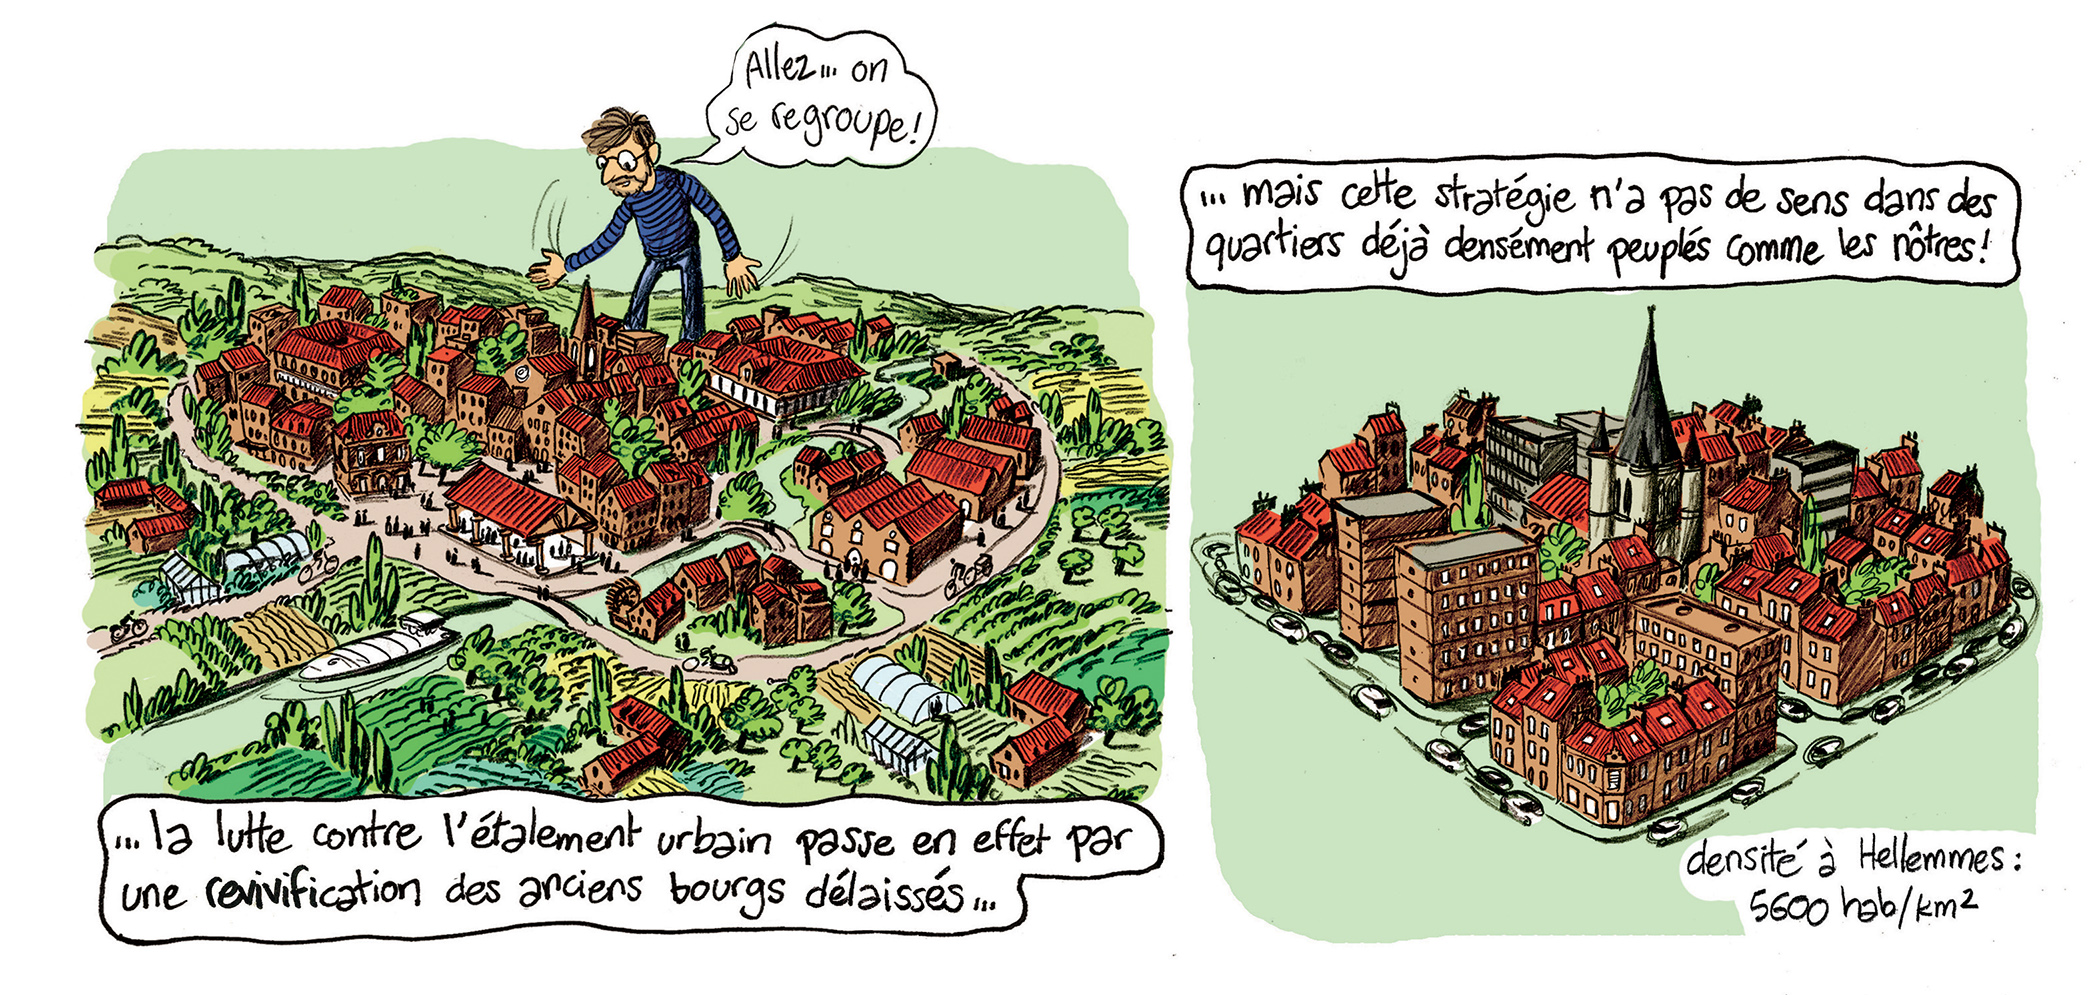 Allez... on
se regroupe!
... la lutte contre l'étalement urbain passe en effet par
une revivification des anciens bourgs délaissés...
... mais cette stratégie n'a pas de sens dans des
quartiers déjà densément peuplés comme les nôtres!
densité à Hellemmes:
5600 hab/km²